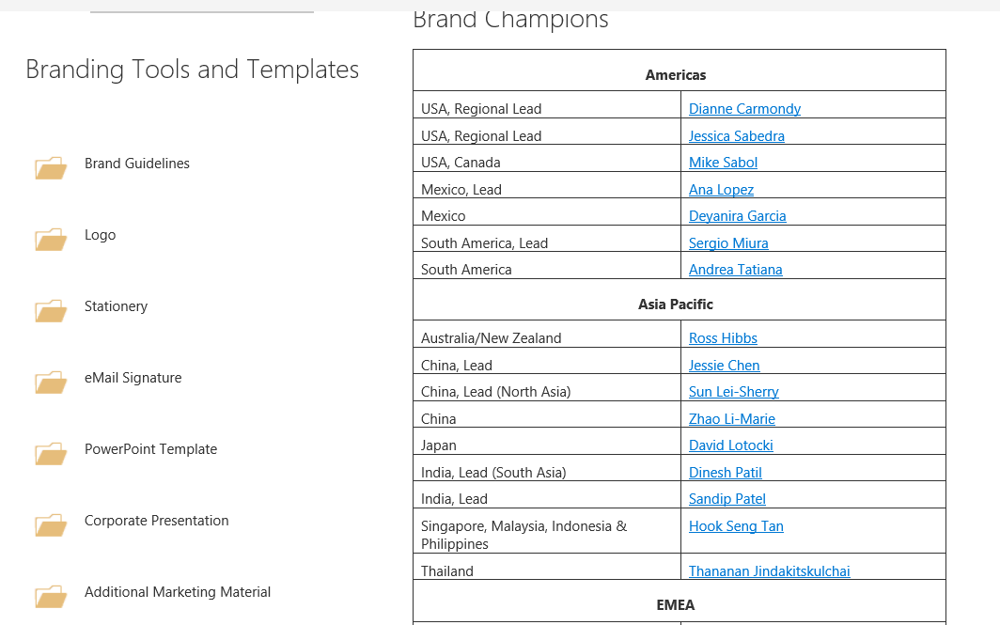 Branding Tools and Templates
Brand Guidelines
Logo
Stationery
eMail Signature
PowerPoint Template
Corporate Presentation
Additional Marketing Material
Brand Champions
Americas
USA, Regional Lead Dianne Carmondy
USA, Regional Lead Jessica Sabedra
USA, Canada Mike Sabol
Mexico, Lead Ana Lopez
Mexico Deyanira Garcia
South America, Lead Sergio Miura
South America Andrea Tatiana
Asia Pacific
Australia/New Zealand Ross Hibbs
China, Lead Jessie Chen
China, Lead (North Asia) Sun Lei-Sherry
China Zhao Li-Marie
Japan David Lotocki
India, Lead (South Asia) Dinesh Patil
India, Lead Sandip Patel
Singapore, Malaysia, Indonesia & Hook Seng Tan
Philippines
Thailand Thananan Jindakitskulchai
EMEA